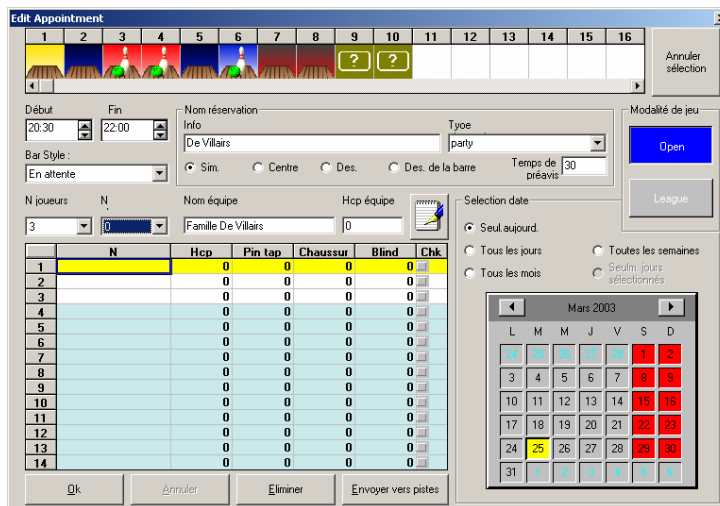 Edit Appointment
1 2 3 4 5 6 7 8 9 10 11 12 13 14 15 16
? ?
Annuler
sélection
Début Fin
20:30 22:00
Bar Style :
En attente
Nom réservation
Info Tyoe
De Villairs party
Sim. Centre Des. Des. de la barre Temps de
préavis 30
Modalité de jeu
Open
League
N joueurs N Nom équipe Hcp équipe
3 0 Famille De Villairs 0
N Hcp Pin tap Chaussur Blind Chk
1 0 0 0 0
2 0 0 0 0
3 0 0 0 0
4 0 0 0 0
5 0 0 0 0
6 0 0 0 0
7 0 0 0 0
8 0 0 0 0
9 0 0 0 0
10 0 0 0 0
11 0 0 0 0
12 0 0 0 0
13 0 0 0 0
14 0 0 0 0
Selection date
Seul.aujourd.
Tous les jours Toutes les semaines
Tous les mois Seulm. jours
sélectionnés
Mars 2003
L M M J V S D
24 25 26 27 28 1 2
3 4 5 6 7 8 9
10 11 12 13 14 15 16
17 18 19 20 21 22 23
24 25 26 27 28 29 30
31 1 2 3 4 5 6
Ok Annuler Eliminer Envoyer vers pistes